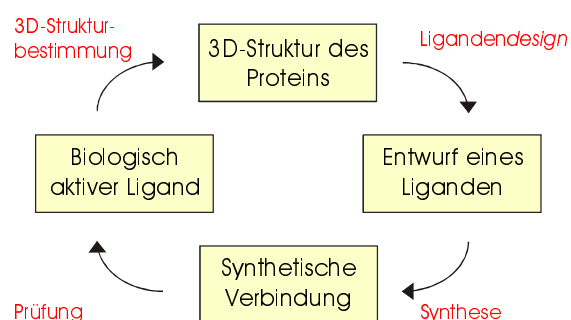 3D-Struktur-
bestimmung
3D-Struktur des
Proteins
Ligandendesign
Biologisch
aktiver Ligand
Entwurf eines
Liganden
Synthetische
Verbindung
Prüfung
Synthese